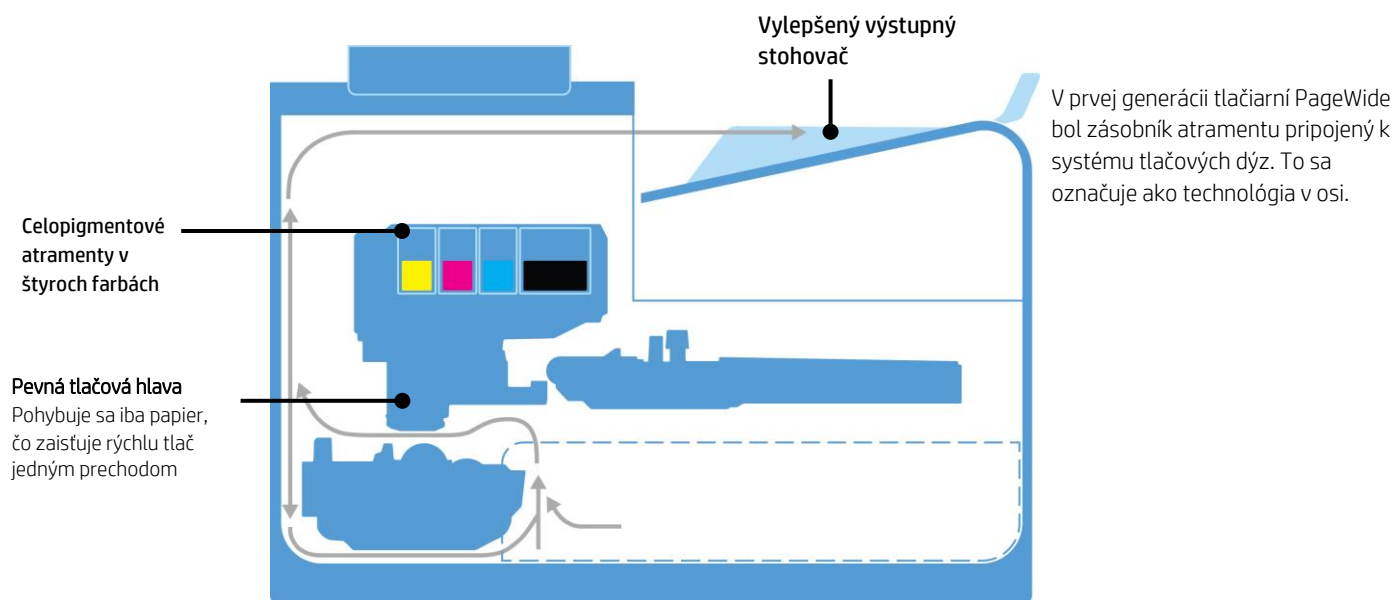 Vylepšený výstupný
stohovač
V prvej generácii tlačiarní PageWide
bol zásobník atramentu pripojený k
systému tlačových dýz. To sa
označuje ako technológia v osi.
Celopigmentové
atramenty v
štyroch farbách
Pevná tlačová hlava
Pohybuje sa iba papier,
čo zaisťuje rýchlu tlač
jedným prechodom